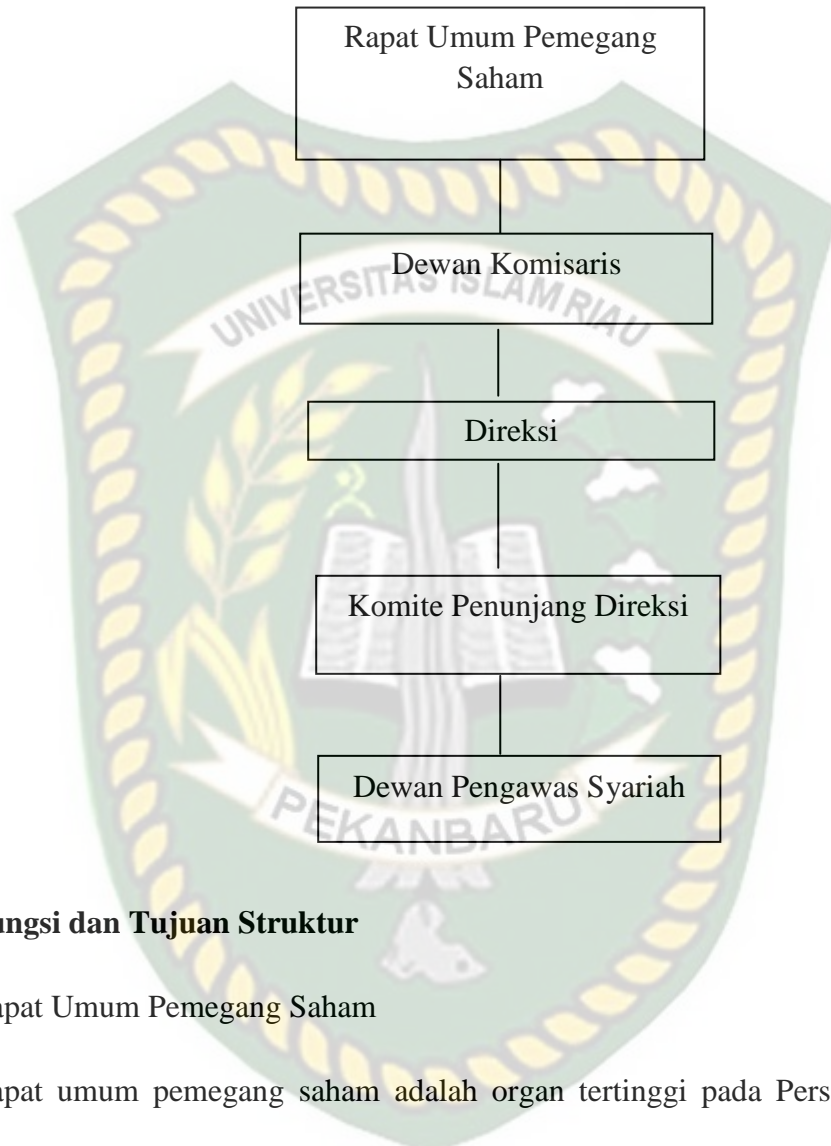 Rapat Umum Pemegang
Saham
Dewan Komisaris
UNIVERSITAS ISLAM RIAU
Direksi
Komite Penunjang Direksi
Dewan Pengawas Syariah
PEKANBARU
ungsi dan Tujuan Struktur
apat Umum Pemegang Saham
apat umum pemegang saham adalah organ tertinggi pada Pers